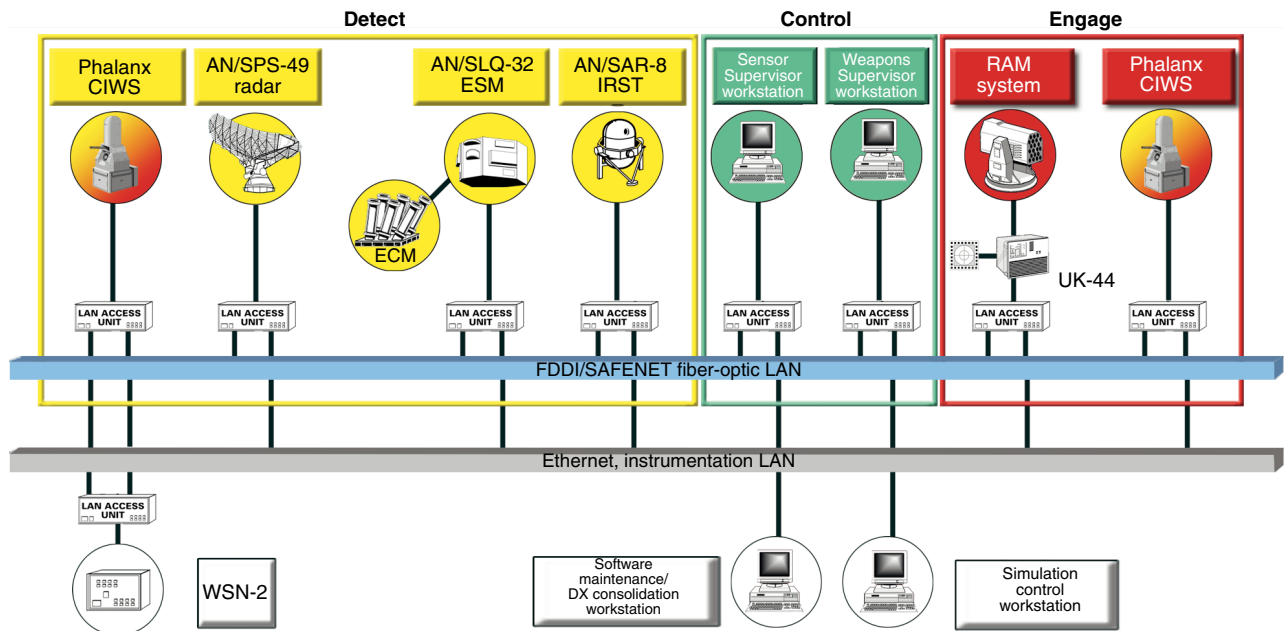 Detect
Control
Engage
Phalanx
CIWS
AN/SPS-49
radar
AN/SLQ-32
ESM
AN/SAR-8
IRST
Sensor
Supervisor
workstation
Weapons
Supervisor
workstation
RAM
system
Phalanx
CIWS
ECM
UK-44
LAN ACCESS
UNIT
LAN ACCESS
UNIT
LAN ACCESS
UNIT
LAN ACCESS
UNIT
LAN ACCESS
UNIT
LAN ACCESS
UNIT
LAN ACCESS
UNIT
LAN ACCESS
UNIT
FDDI/SAFENET fiber-optic LAN
Ethernet, instrumentation LAN
LAN ACCESS
UNIT
WSN-2
Software
maintenance/
DX consolidation
workstation
Simulation
control
workstation